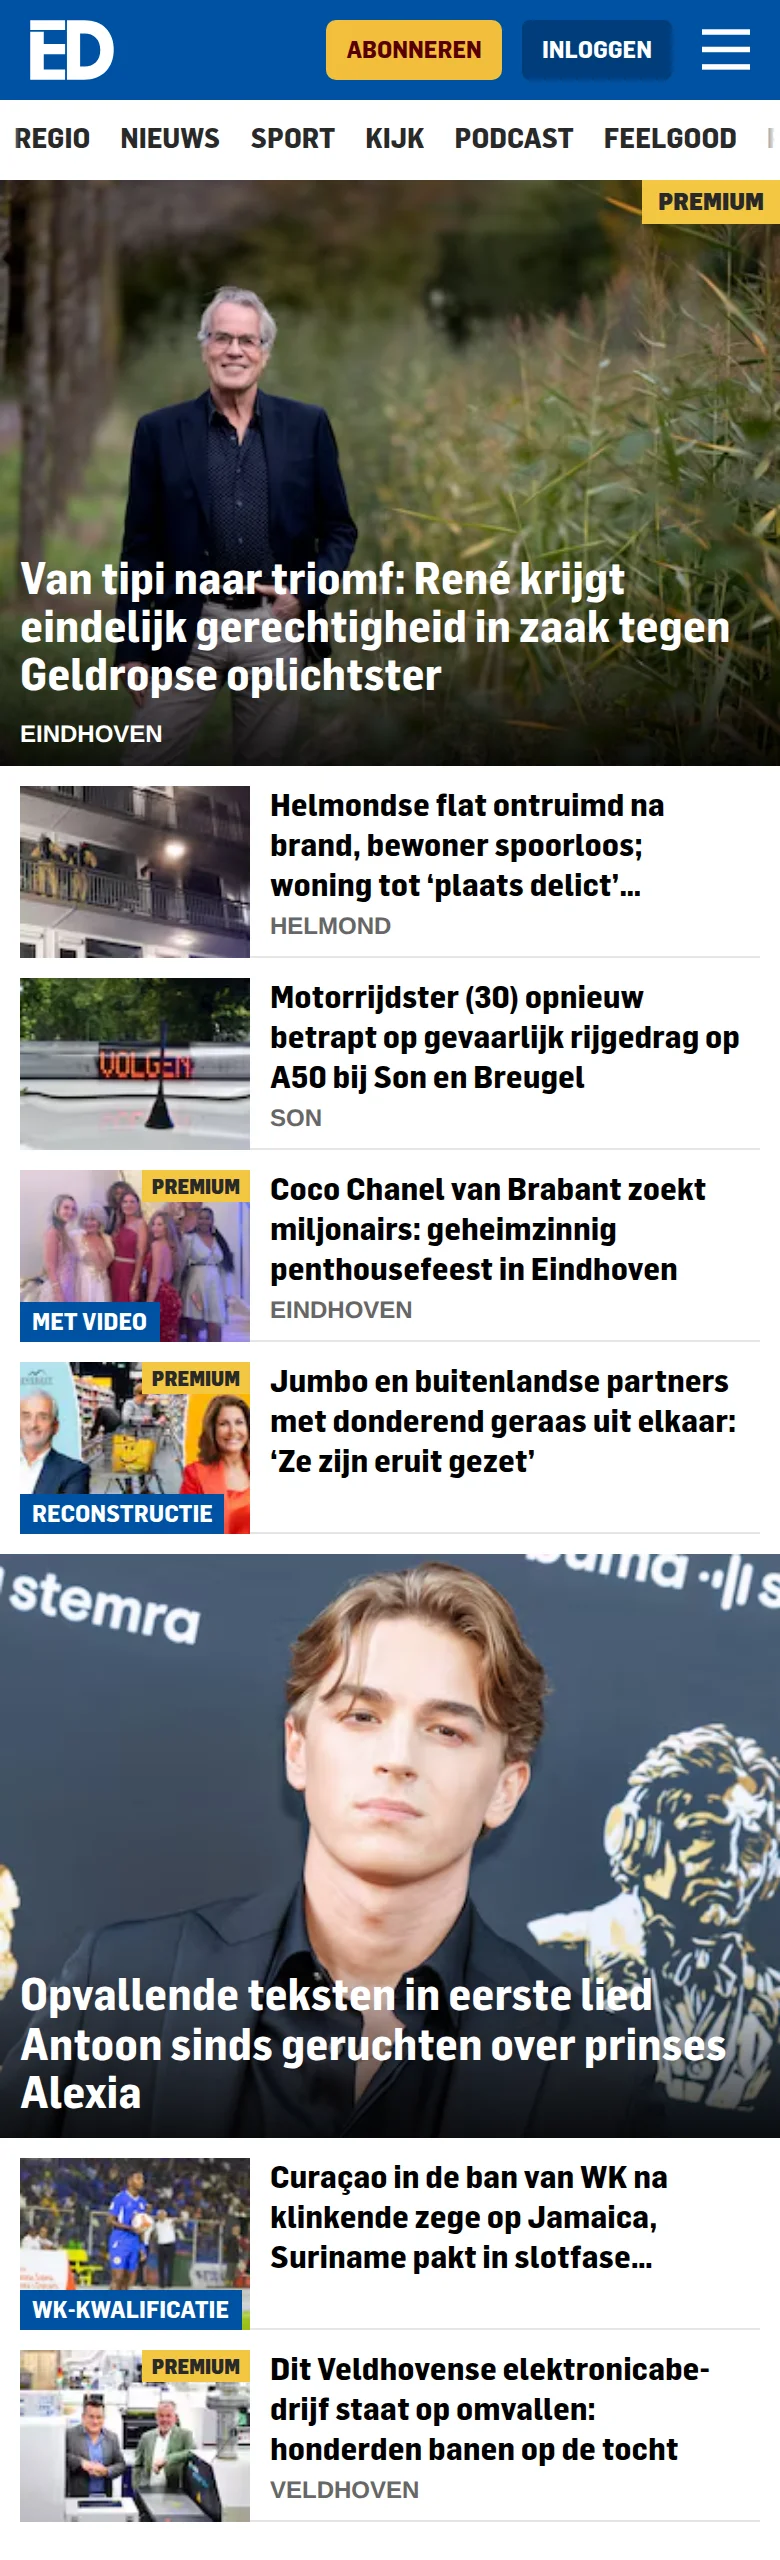 ED
ABONNEREN
INLOGGEN
REGIO NIEUWS SPORT KIJK PODCAST FEELGOOD
PREMIUM
Van tipi naar triomf: René krijgt
eindelijk gerechtigheid in zaak tegen
Geldropse oplichtster
EINDHOVEN
Helmondse flat ontruimd na
brand, bewoner spoorloos;
woning tot ‘plaats delict’...
HELMOND
VOLGEN
Motorrijdster (30) opnieuw
betrapt op gevaarlijk rijgedrag op
A50 bij Son en Breugel
SON
PREMIUM
MET VIDEO
Coco Chanel van Brabant zoekt
miljonairs: geheimzinnig
penthousefeest in Eindhoven
EINDHOVEN
PREMIUM
RECONSTRUCTIE
Jumbo en buitenlandse partners
met donderend geraas uit elkaar:
‘Ze zijn eruit gezet’
stemra
buma
Opvallende teksten in eerste lied
Antoon sinds geruchten over prinses
Alexia
WK-KWALIFICATIE
Curaçao in de ban van WK na
klinkende zege op Jamaica,
Suriname pakt in slotfase...
PREMIUM
Dit Veldhovense elektronicabe-
drijf staat op omvallen:
honderden banen op de tocht
VELDHOVEN